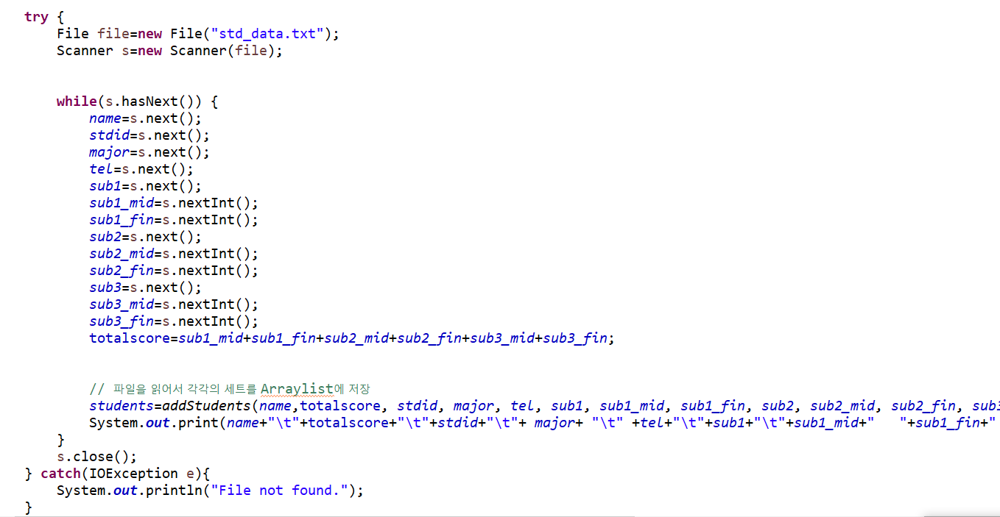 try {
File file=new File("std_data.txt");
Scanner s=new Scanner(file);
while(s.hasNext()) {
name=s.next();
stdid=s.next();
major=s.next();
tel=s.next();
sub1=s.next();
sub1_mid=s.nextInt();
sub1_fin=s.nextInt();
sub2=s.next();
sub2_mid=s.nextInt();
sub2_fin=s.nextInt();
sub3=s.next();
sub3_mid=s.nextInt();
sub3_fin=s.nextInt();
totalscore=sub1_mid+sub1_fin+sub2_mid+sub2_fin+sub3_mid+sub3_fin;
// 파일을 읽어서 각각의 세트를 Arraylist에 저장
students=addStudents(name,totalscore, stdid, major, tel, sub1, sub1_mid, sub1_fin, sub2, sub2_mid, sub2_fin, sub3
System.out.print(name+"\t"+totalscore+"\t"+stdid+"\t"+ major+ "\t" +tel+"\t"+sub1+"\t"+sub1_mid+"   "+sub1_fin+"
}
s.close();
} catch(IOException e){
System.out.println("File not found.");
}